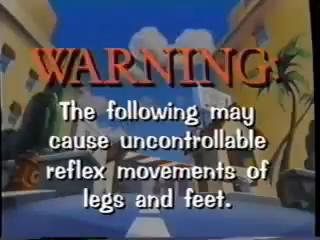 WARNING:
The following may
cause uncontrollable
reflex movements of
legs and feet.